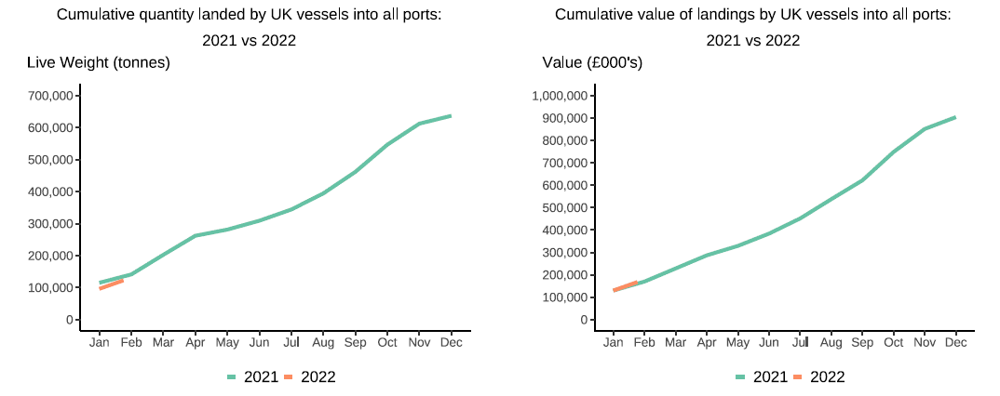 Cumulative quantity landed by UK vessels into all ports:
2021 vs 2022
Live Weight (tonnes)
700,000
600,000
500,000
400,000
300,000
200,000
100,000
0
Jan Feb Mar Apr May Jun Jul Aug Sep Oct Nov Dec
2021 2022
Cumulative value of landings by UK vessels into all ports:
2021 vs 2022
Value (£000's)
1,000,000
900,000
800,000
700,000
600,000
500,000
400,000
300,000
200,000
100,000
0
Jan Feb Mar Apr May Jun Jul Aug Sep Oct Nov Dec
2021 2022